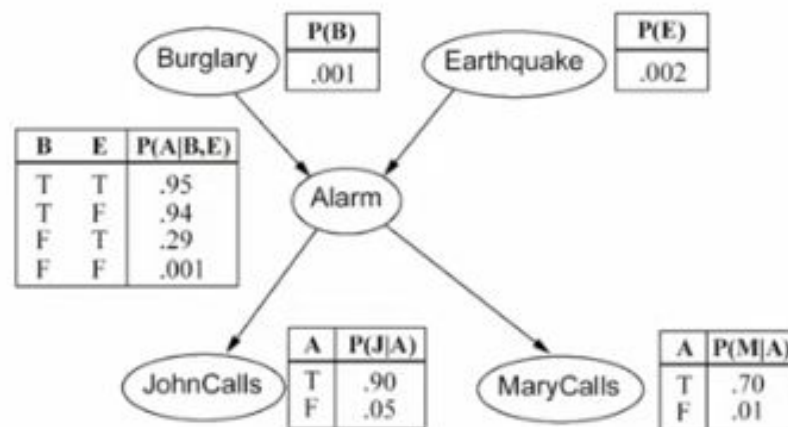 P(B)
.001
Burglary
P(E)
.002
Earthquake
B E P(A|B,E)
T T .95
T F .94
F T .29
F F .001
Alarm
JohnCalls
A P(J|A)
T .90
F .05
MaryCalls
A P(M|A)
T .70
F .01